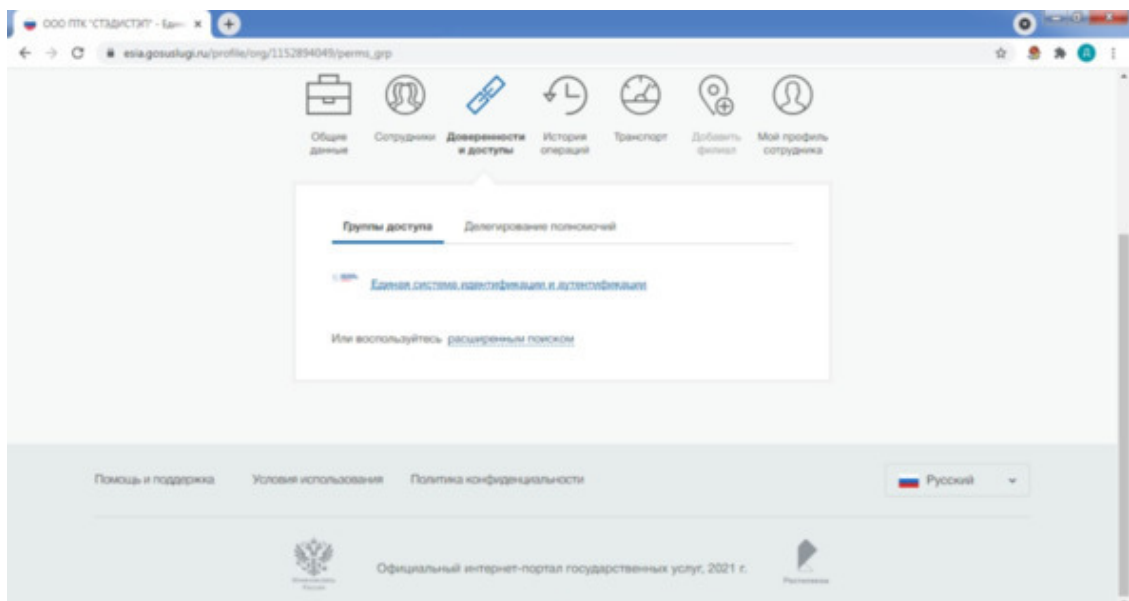 ООО ПТК "СТЭДИСТЭП" - Еди
esia.gosuslugi.ru/profile/org/1152894049/perms_grp
Общие
данные
Сотрудники
Доверенности
и доступы
История
операций
Транспорт
Добавить
филиал
Мой профиль
сотрудника
Группы доступа
Делегирование полномочий
Единая система идентификации и аутентификации
Или воспользуйтесь расширенным поиском
Помощь и поддержка
Условия использования
Политика конфиденциальности
Русский
Официальный интернет-портал государственных услуг, 2021 г.
Ростелеком